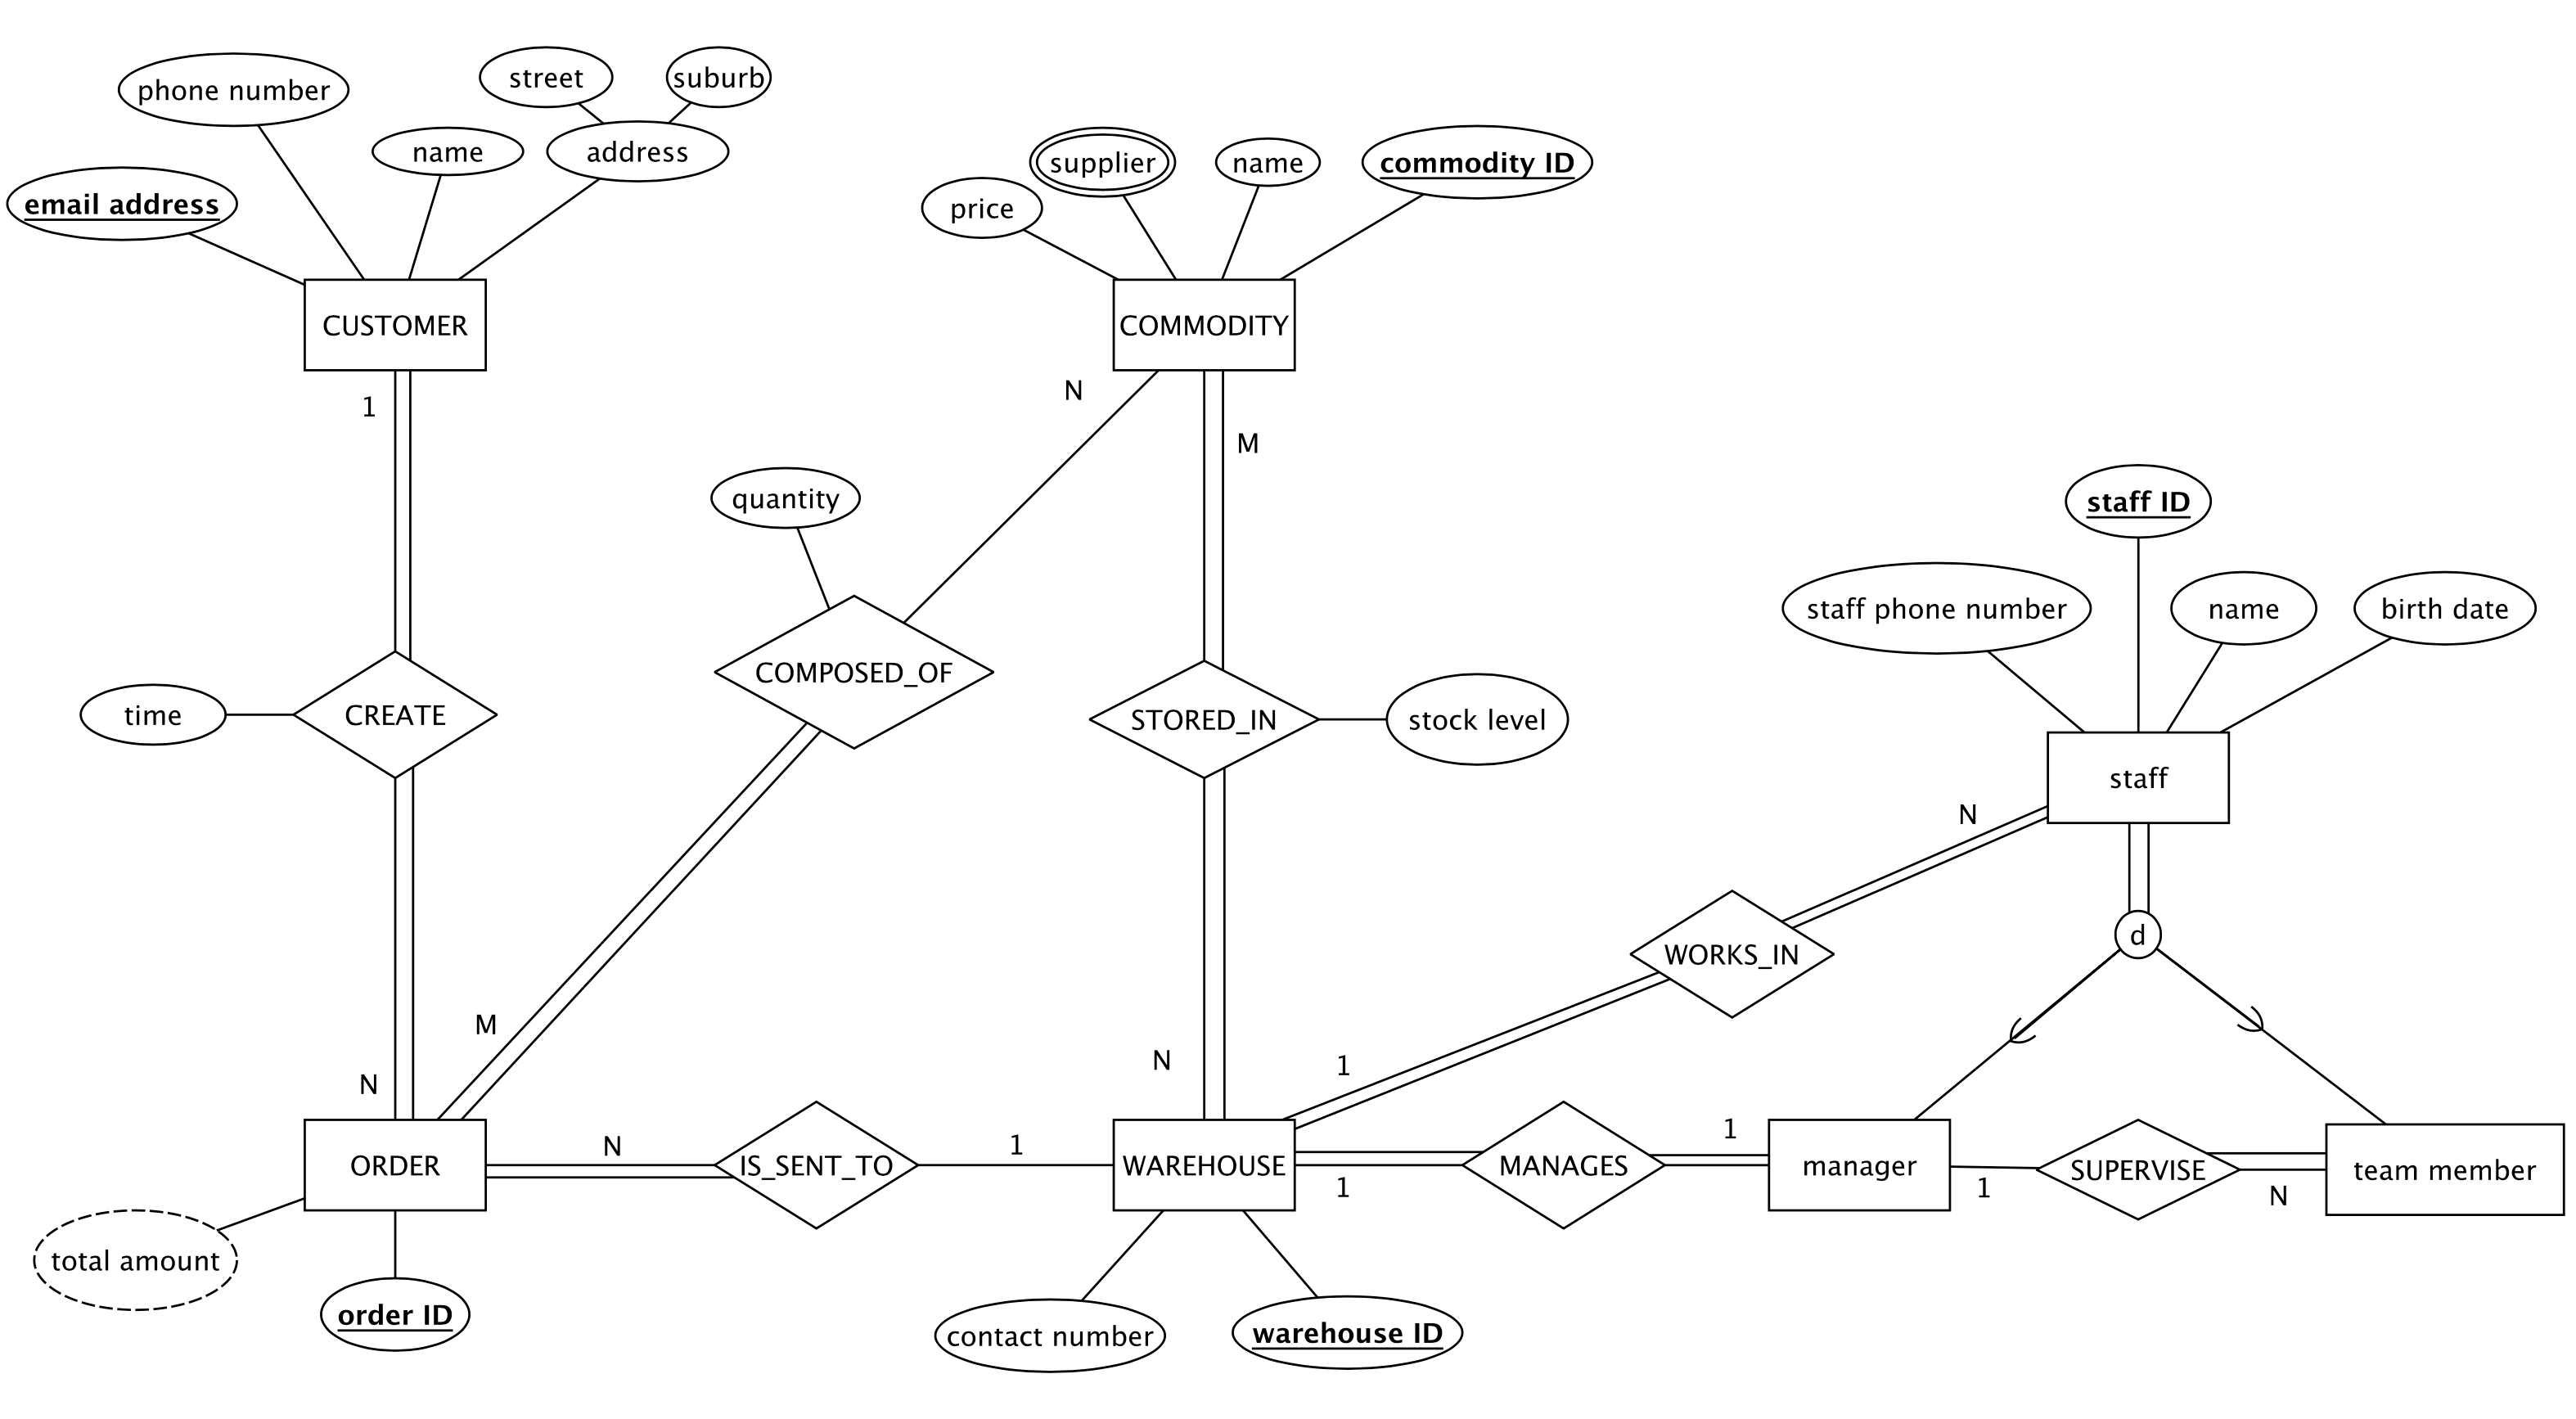 street
suburb
phone number
name
address
supplier
name
commodity ID
email address
price
CUSTOMER
COMMODITY
N
1
M
quantity
staff ID
staff phone number
name
birth date
COMPOSED_OF
time
CREATE
STORED_IN
stock level
staff
N
d
WORKS_IN
M
N
1
N
N
1
1
ORDER
IS_SENT_TO
WAREHOUSE
MANAGES
manager
SUPERVISE
team member
1
1
N
total amount
order ID
contact number
warehouse ID